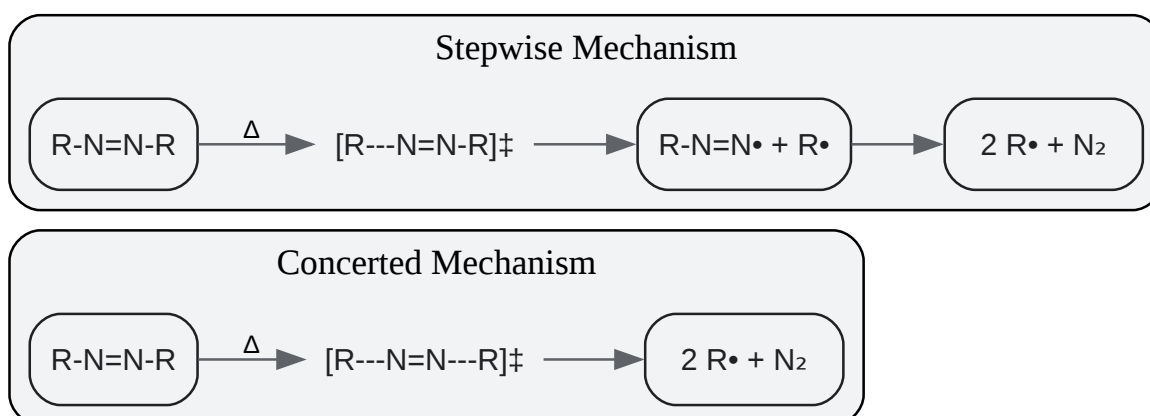 Stepwise Mechanism
Δ
R-N=N-R [R---N=N-R]‡ R-N=N• + R• 2 R• + N₂
Concerted Mechanism
Δ
R-N=N-R [R---N=N---R]‡ 2 R• + N₂